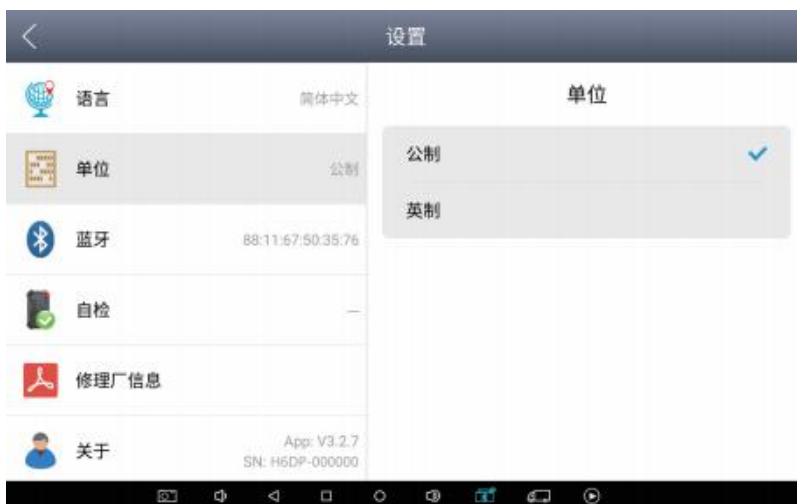 设置
语言
简体中文
单位
公制
蓝牙
88:11:67:50:35:76
自检
—
修理厂信息
关于
App: V3.2.7
SN: H6DP-000000
单位
公制
英制